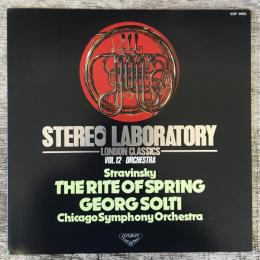 STEREO LABORATORY
LONDON CLASSICS
VOL.12 ORCHESTRA
Stravinsky
THE RITE OF SPRING
GEORG SOLTI
Chicago Symphony Orchestra